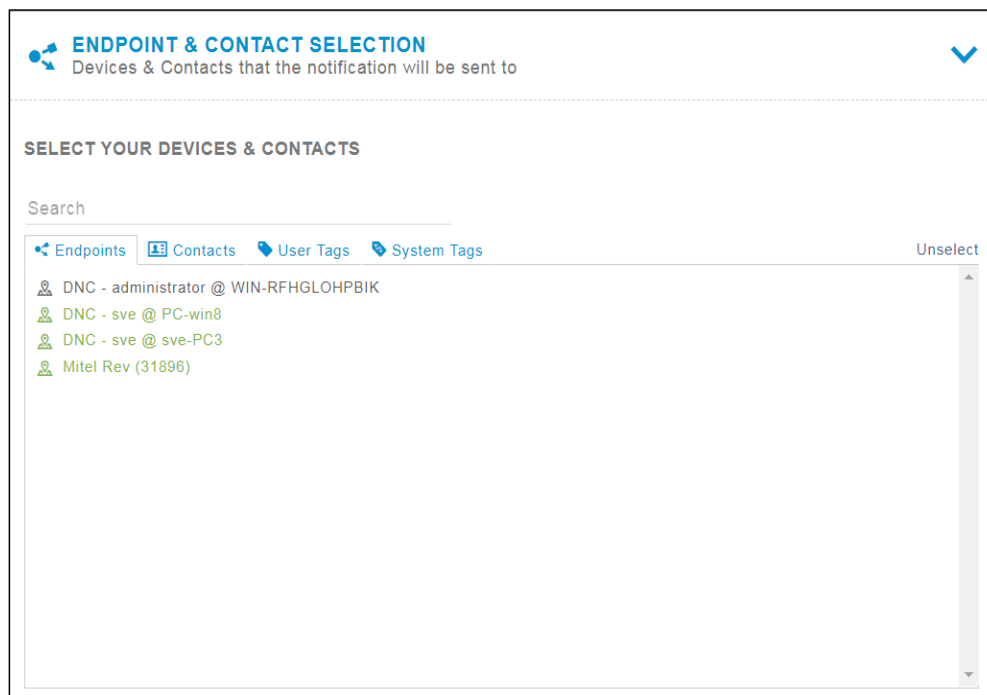 ENDPOINT & CONTACT SELECTION
Devices & Contacts that the notification will be sent to
SELECT YOUR DEVICES & CONTACTS
Search
Endpoints Contacts User Tags System Tags Unselect
DNC - administrator @ WIN-RFHGLOHPBIK
DNC - sve @ PC-win8
DNC - sve @ sve-PC3
Mitel Rev (31896)